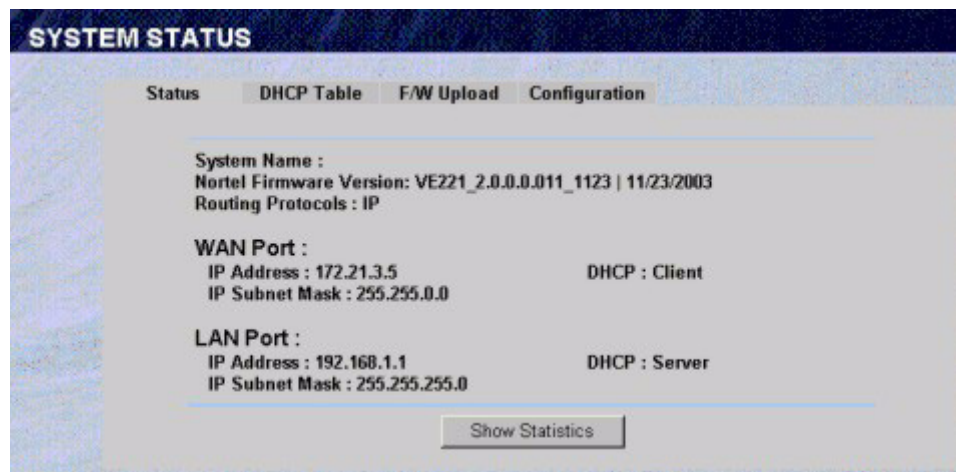 SYSTEM STATUS
Status DHCP Table F/W Upload Configuration
System Name :
Nortel Firmware Version: VE221_2.0.0.0.011_1123 | 11/23/2003
Routing Protocols : IP
WAN Port :
IP Address : 172.21.3.5 DHCP : Client
IP Subnet Mask : 255.255.0.0
LAN Port :
IP Address : 192.168.1.1 DHCP : Server
IP Subnet Mask : 255.255.255.0
Show Statistics